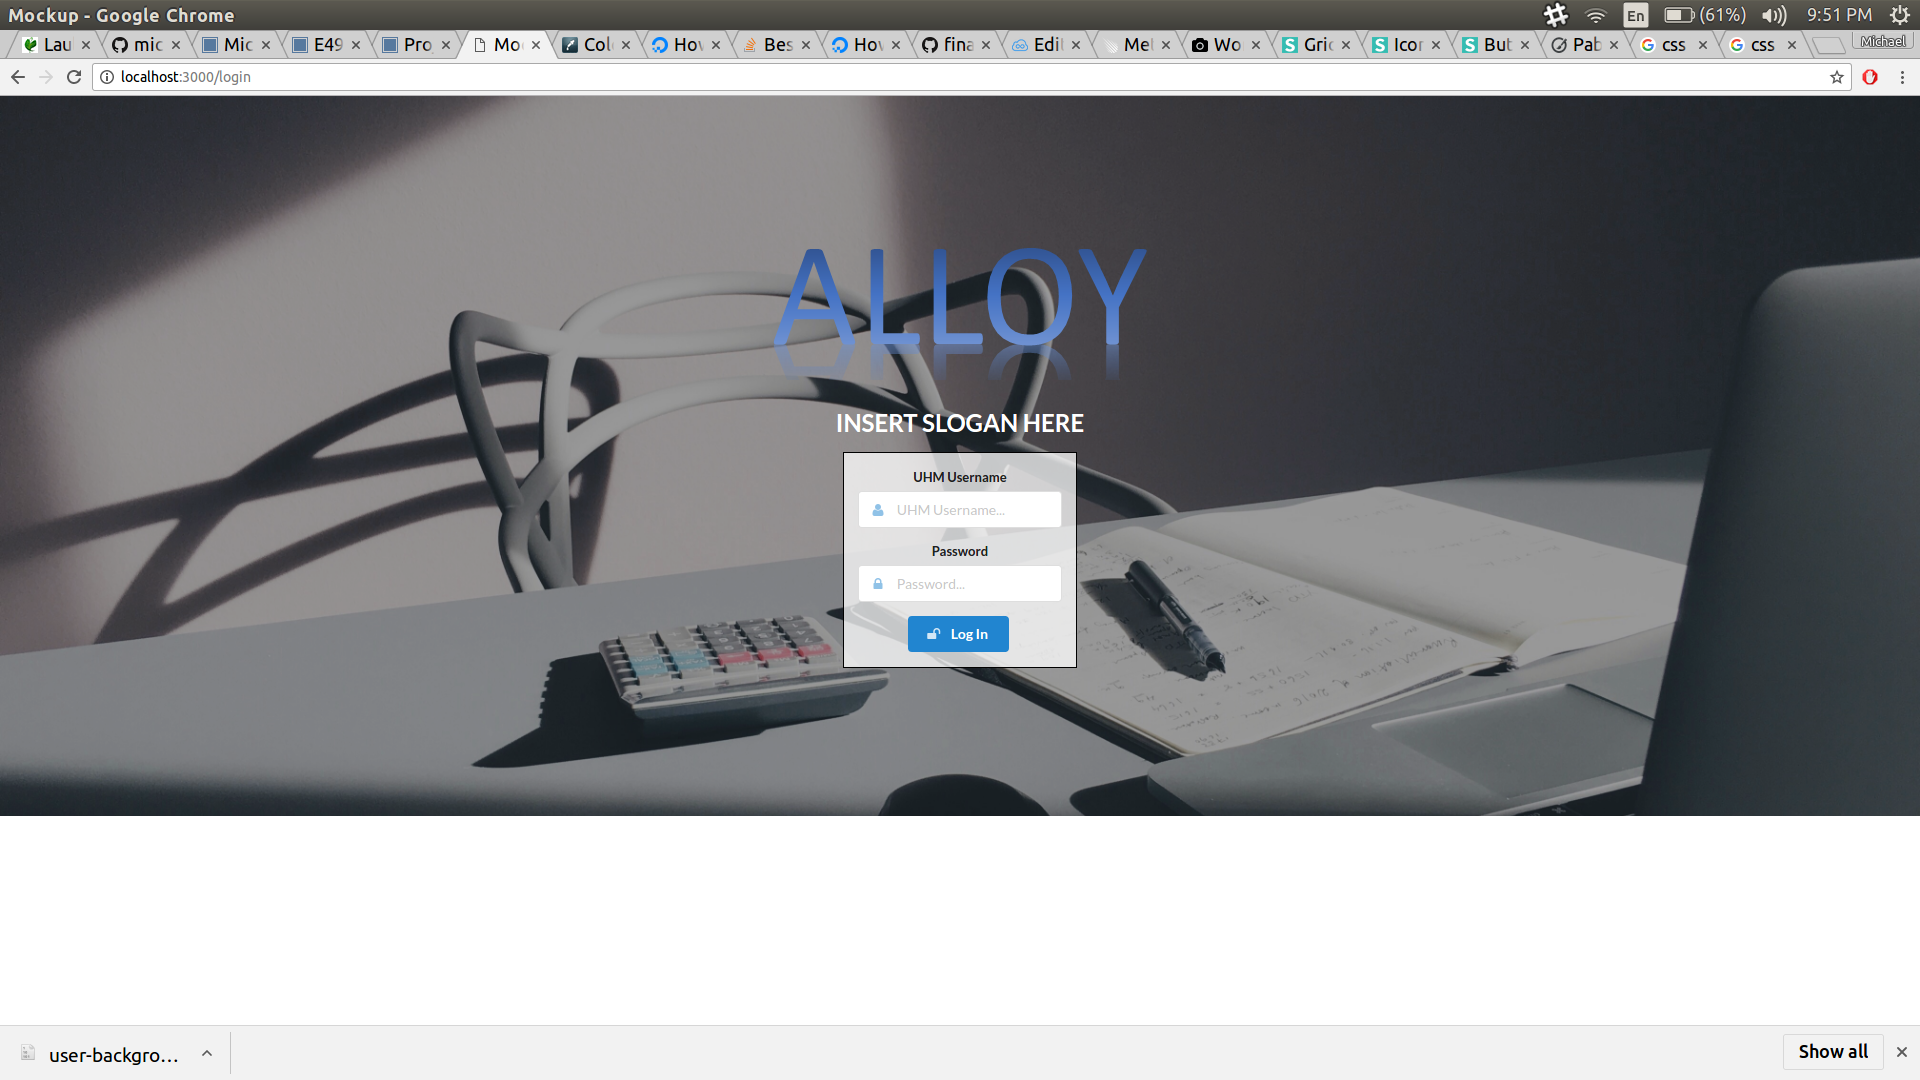 Mockup - Google Chrome
En
(61%)
9:51 PM
Lau
mic
Mic
E49
Pro
Mo
Col
Hov
Bes
Hov
fina
Edi
Met
Wo
Gric
Icor
But
Pab
css
css
Michael
localhost:3000/login
ALLOY
INSERT SLOGAN HERE
UHM Username
UHM Username...
Password
Password...
Log In
user-backgro...
Show all